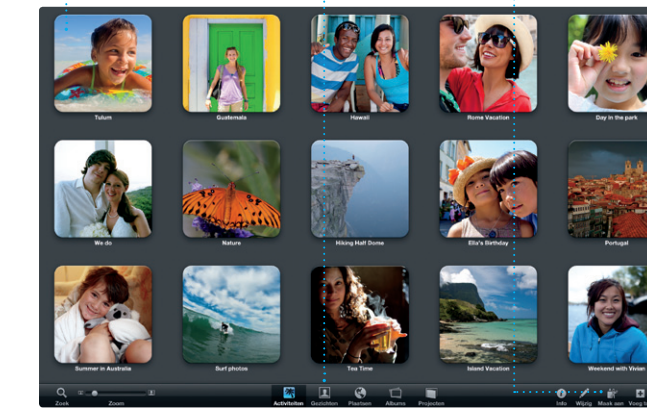 Tulum
Guatemala
Hawaii
Rome Vacation
Day in the park
We do
Nature
Hiking Half Dome
Ella's Birthday
Portugal
Summer in Australia
Surf photos
Tea Time
Island Vacation
Weekend with Vivian
Zoek
Zoom
Activiteiten
Gezichten
Plaatsen
Albums
Projecten
Info
Wijzig
Maak aan
Voeg